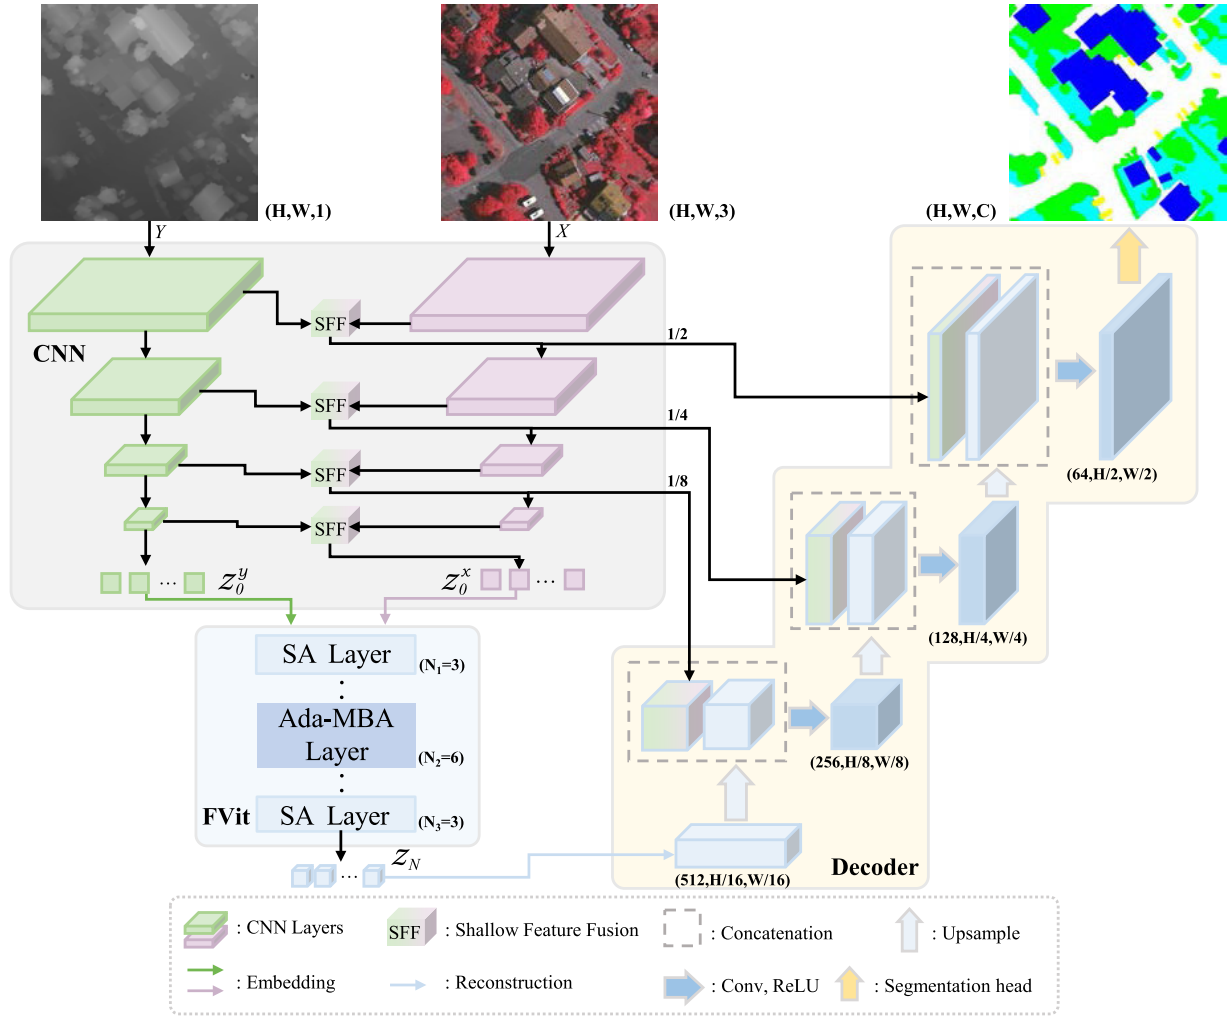 (H,W,1)
(H,W,3)
(H,W,C)
Y
X
SFF
CNN
1/2
SFF
1/4
(64,H/2,W/2)
SFF
1/8
SFF
z₀ʸ
z₀ˣ
(128,H/4,W/4)
SA Layer
(N₁=3)
Ada-MBA
Layer
(N₂=6)
(256,H/8,W/8)
FVit
SA Layer
(N₃=3)
z_N
(512,H/16,W/16)
Decoder
: CNN Layers
SFF
: Shallow Feature Fusion
: Concatenation
: Upsample
: Embedding
: Reconstruction
: Conv, ReLU
: Segmentation head